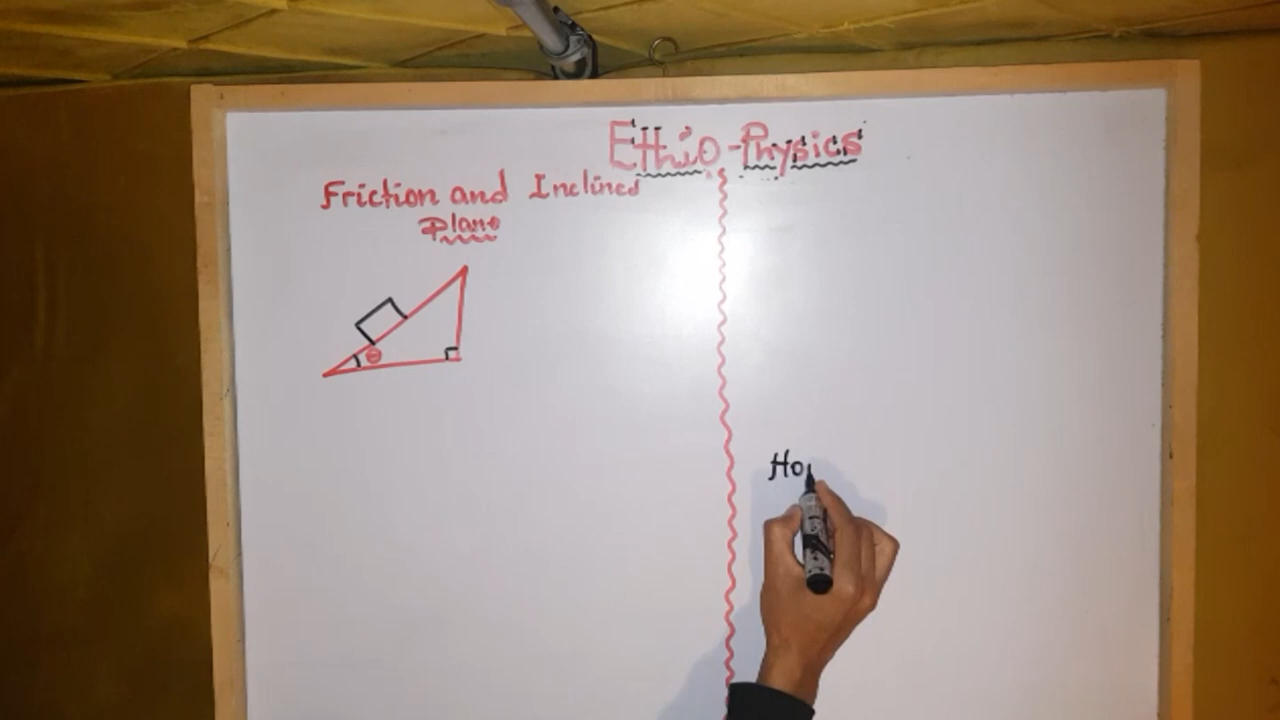 Ethio-Physics
Friction and Inclined
Plane
θ
Ho